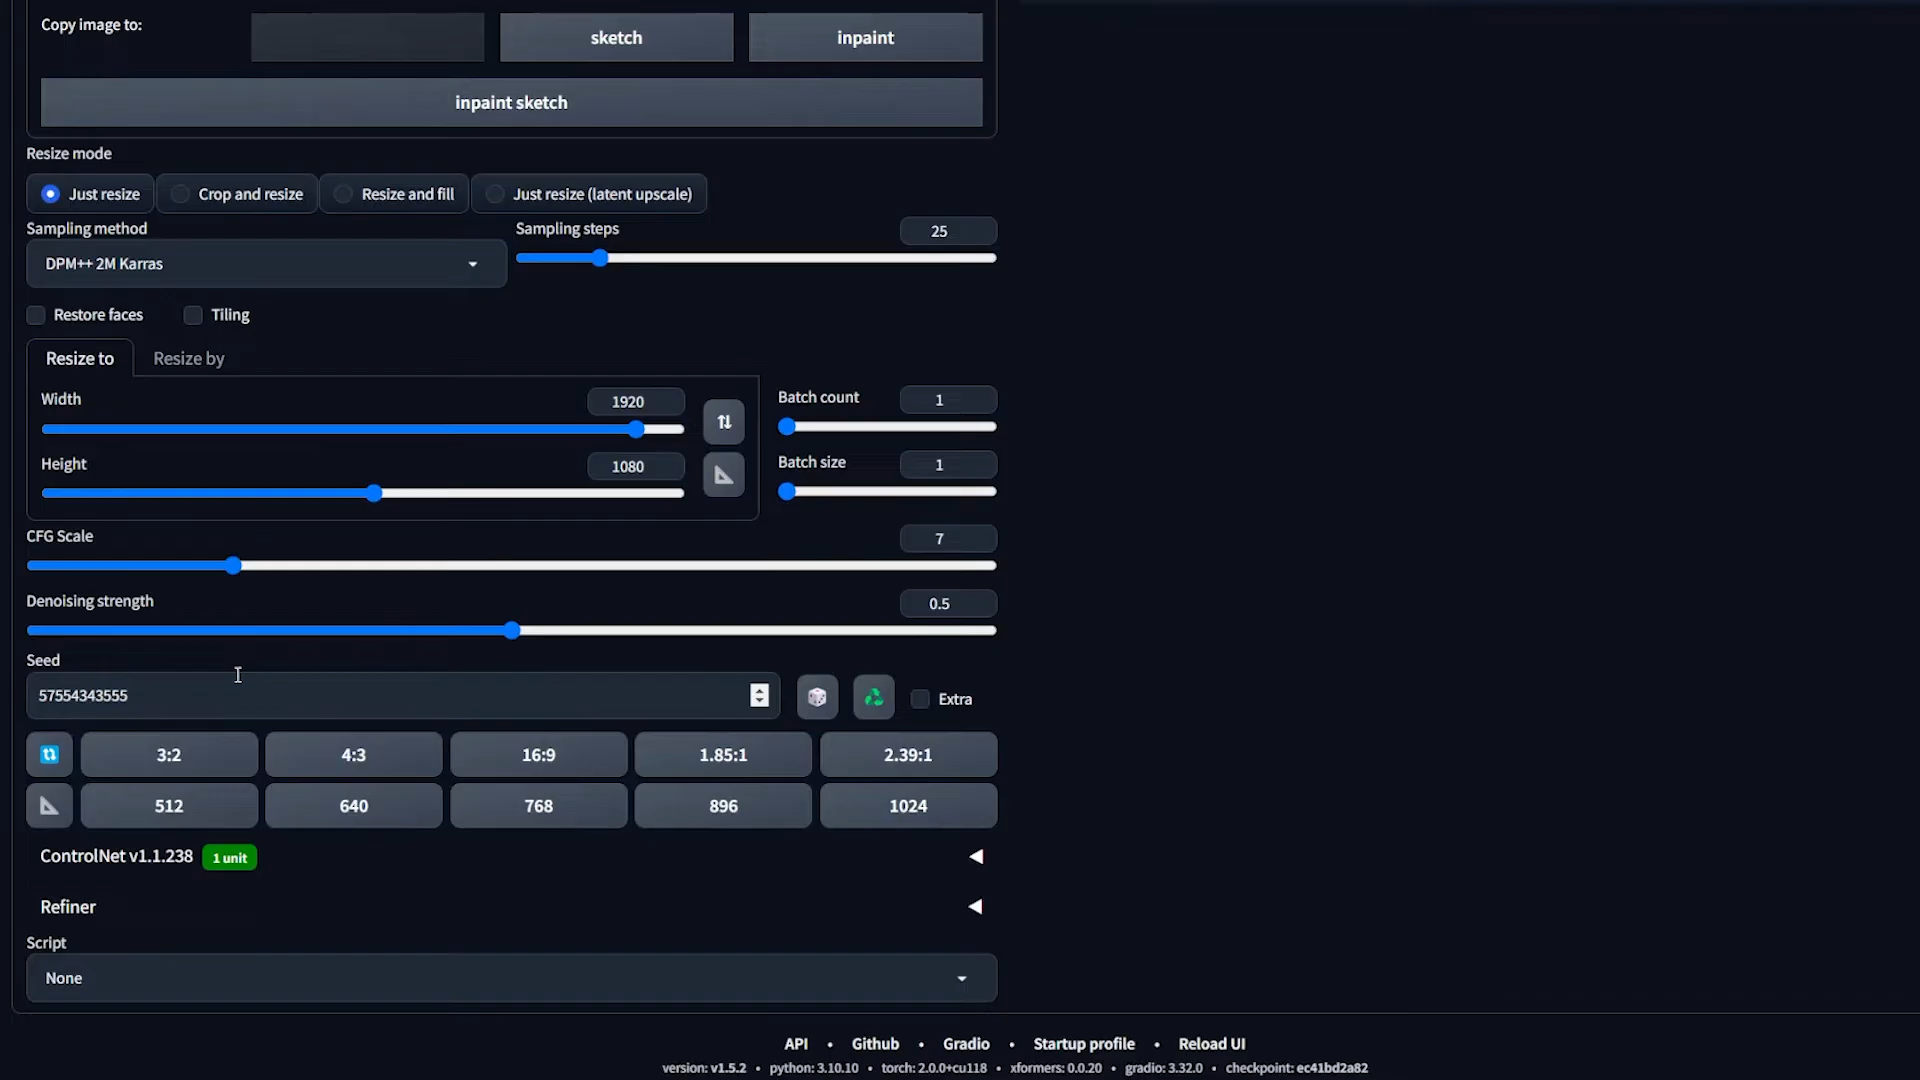 Copy image to:
sketch
inpaint
inpaint sketch
Resize mode
Just resize
Crop and resize
Resize and fill
Just resize (latent upscale)
Sampling method
Sampling steps
25
DPM++ 2M Karras
Restore faces
Tiling
Resize to
Resize by
Width
1920
Batch count
1
Height
1080
Batch size
1
CFG Scale
7
Denoising strength
0.5
Seed
57554343555
Extra
3:2
4:3
16:9
1.85:1
2.39:1
512
640
768
896
1024
ControlNet v1.1.238
1 unit
Refiner
Script
None
API • Github • Gradio • Startup profile • Reload UI
version: v1.5.2 • python: 3.10.10 • torch: 2.0.0+cu118 • xformers: 0.0.20 • gradio: 3.32.0 • checkpoint: ec41bd2a82